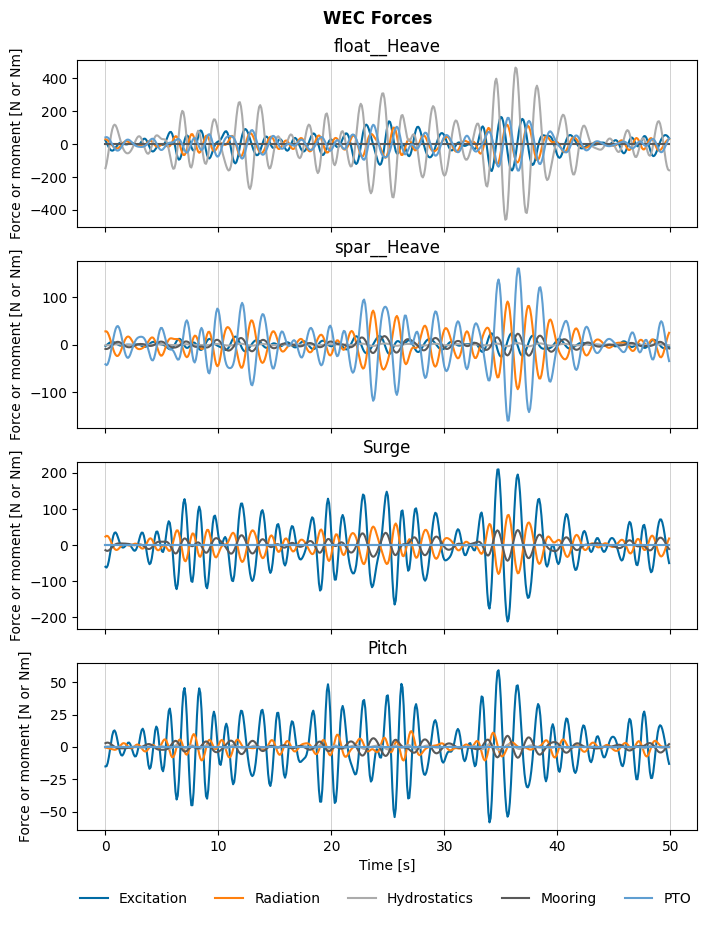 WEC Forces
float__Heave
Force or moment [N or Nm]
400
200
0
−200
−400
spar__Heave
Force or moment [N or Nm]
100
0
−100
Surge
Force or moment [N or Nm]
200
100
0
−100
−200
Pitch
Force or moment [N or Nm]
50
25
0
−25
−50
0 10 20 30 40 50
Time [s]
Excitation Radiation Hydrostatics Mooring PTO